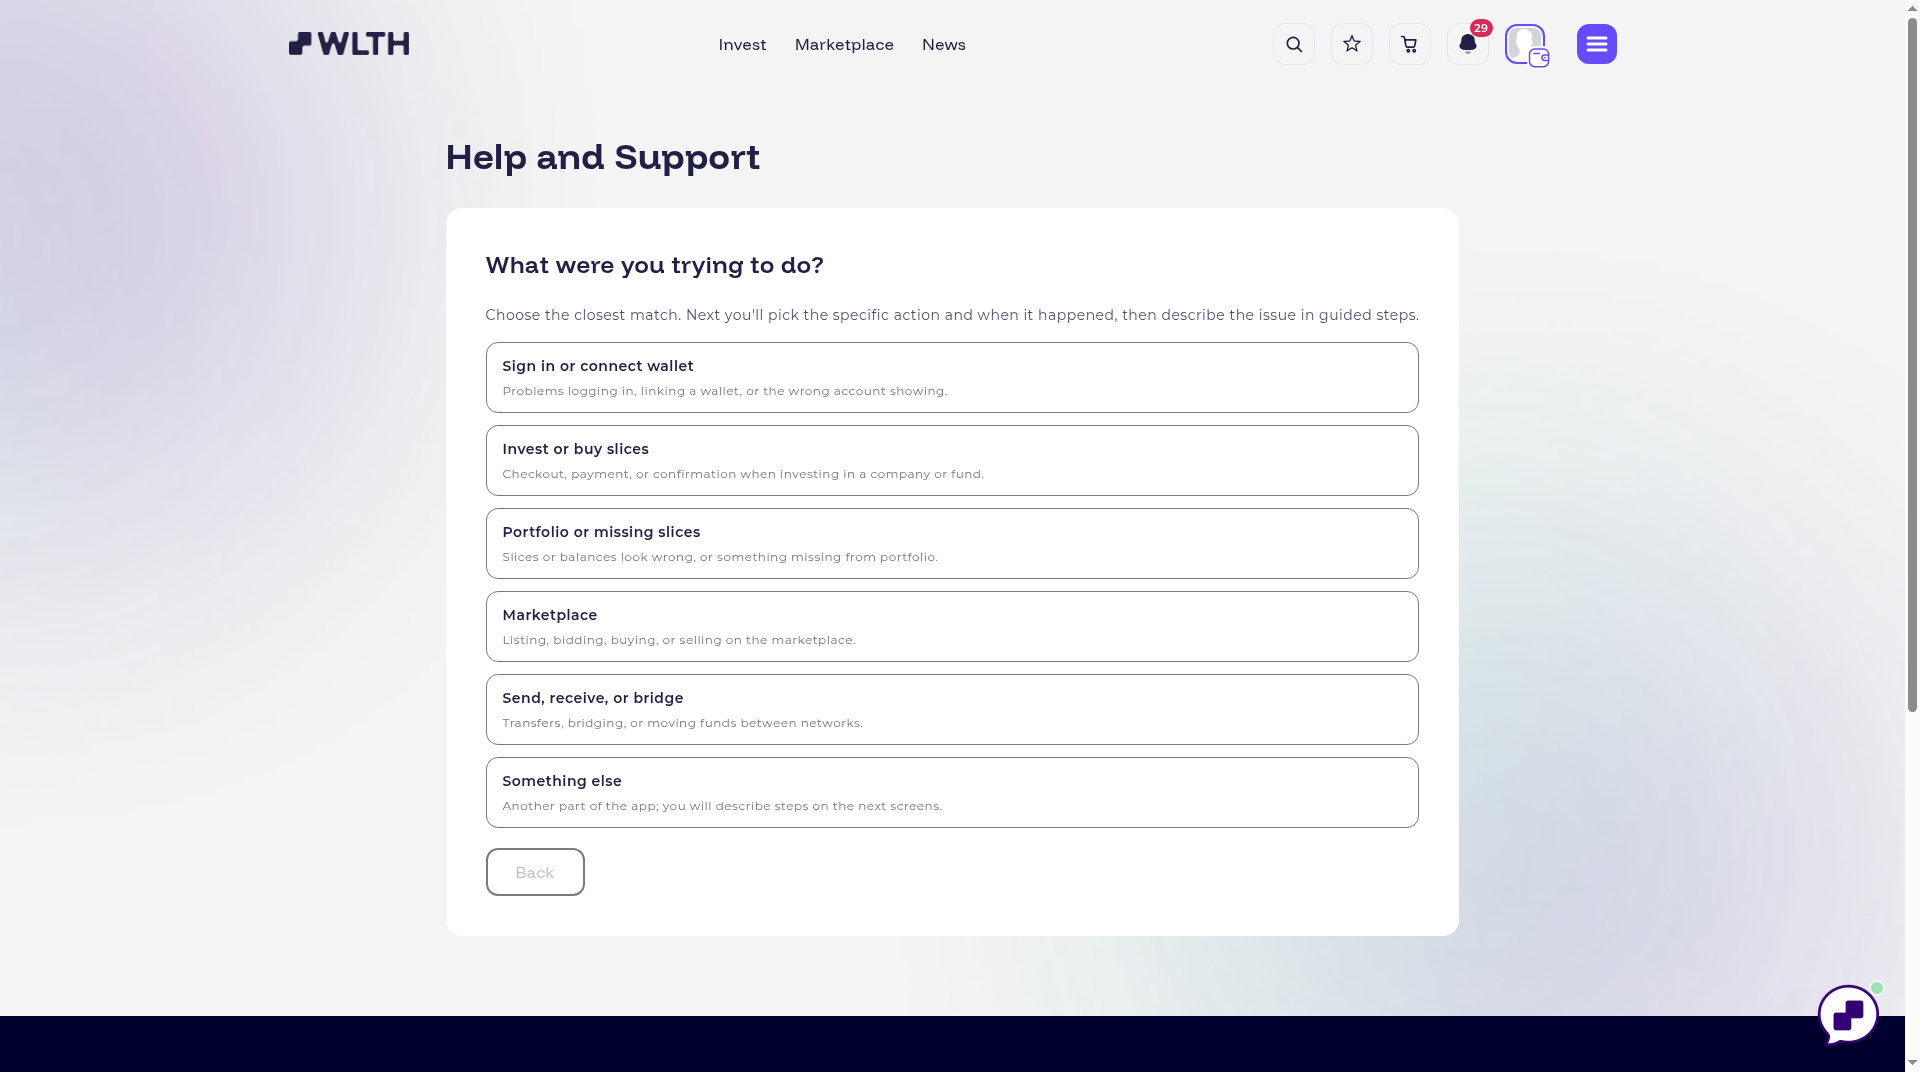 WLTH
Invest
Marketplace
News
29
Help and Support
What were you trying to do?
Choose the closest match. Next you'll pick the specific action and when it happened, then describe the issue in guided steps.
Sign in or connect wallet
Problems logging in, linking a wallet, or the wrong account showing.
Invest or buy slices
Checkout, payment, or confirmation when investing in a company or fund.
Portfolio or missing slices
Slices or balances look wrong, or something missing from portfolio.
Marketplace
Listing, bidding, buying, or selling on the marketplace.
Send, receive, or bridge
Transfers, bridging, or moving funds between networks.
Something else
Another part of the app; you will describe steps on the next screens.
Back